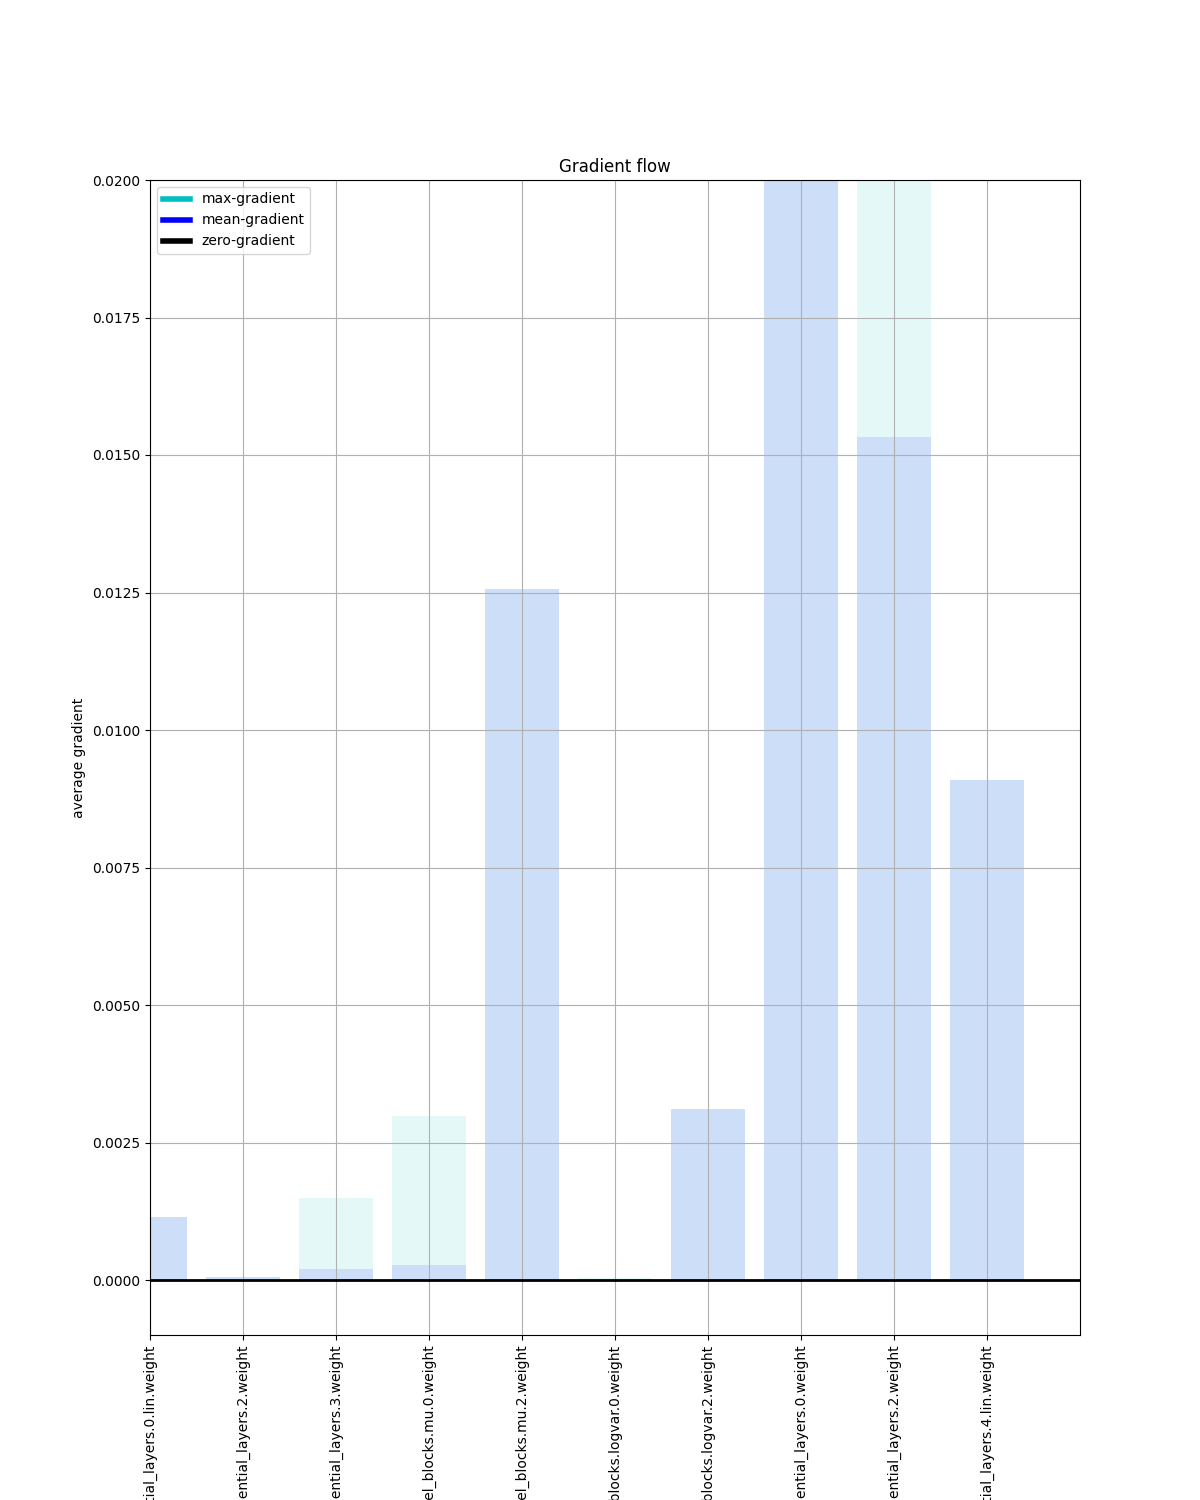 Gradient flow
max-gradient
mean-gradient
zero-gradient
0.0200
0.0175
0.0150
0.0125
0.0100
0.0075
0.0050
0.0025
0.0000
average gradient
tial_layers.0.lin.weight
ential_layers.2.weight
ential_layers.3.weight
el_blocks.mu.0.weight
el_blocks.mu.2.weight
blocks.logvar.0.weight
blocks.logvar.2.weight
ential_layers.0.weight
ential_layers.2.weight
tial_layers.4.lin.weight